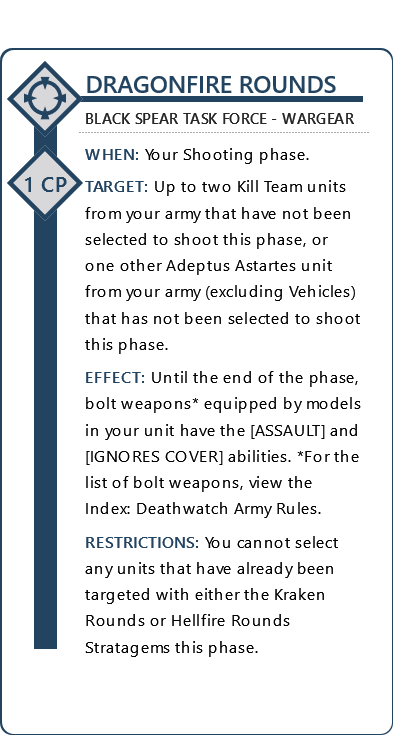 DRAGONFIRE ROUNDS
BLACK SPEAR TASK FORCE - WARGEAR
WHEN: Your Shooting phase.
1 CP
TARGET: Up to two Kill Team units
from your army that have not been
selected to shoot this phase, or
one other Adeptus Astartes unit
from your army (excluding Vehicles)
that has not been selected to shoot
this phase.
EFFECT: Until the end of the phase,
bolt weapons* equipped by models
in your unit have the [ASSAULT] and
[IGNORES COVER] abilities. *For the
list of bolt weapons, view the
Index: Deathwatch Army Rules.
RESTRICTIONS: You cannot select
any units that have already been
targeted with either the Kraken
Rounds or Hellfire Rounds
Stratagems this phase.